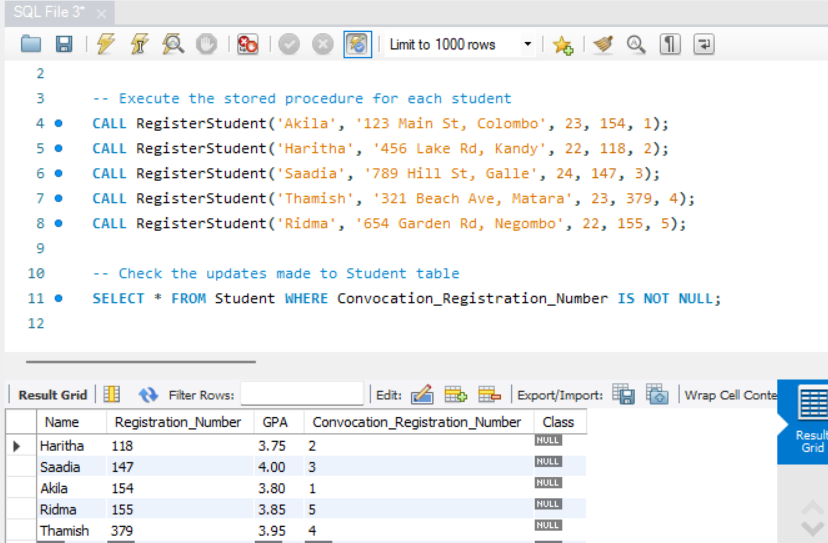 SQL File 3*
Limit to 1000 rows
2
3 -- Execute the stored procedure for each student
4 CALL RegisterStudent('Akila', '123 Main St, Colombo', 23, 154, 1);
5 CALL RegisterStudent('Haritha', '456 Lake Rd, Kandy', 22, 118, 2);
6 CALL RegisterStudent('Saadia', '789 Hill St, Galle', 24, 147, 3);
7 CALL RegisterStudent('Thamish', '321 Beach Ave, Matara', 23, 379, 4);
8 CALL RegisterStudent('Ridma', '654 Garden Rd, Negombo', 22, 155, 5);
9
10 -- Check the updates made to Student table
11 SELECT * FROM Student WHERE Convocation_Registration_Number IS NOT NULL;
12
Result Grid Filter Rows: Edit: Export/Import: Wrap Cell Conte
Name Registration_Number GPA Convocation_Registration_Number Class
Haritha 118 3.75 2 NULL
Saadia 147 4.00 3 NULL
Akila 154 3.80 1 NULL
Ridma 155 3.85 5 NULL
Thamish 379 3.95 4 NULL
Result
Grid